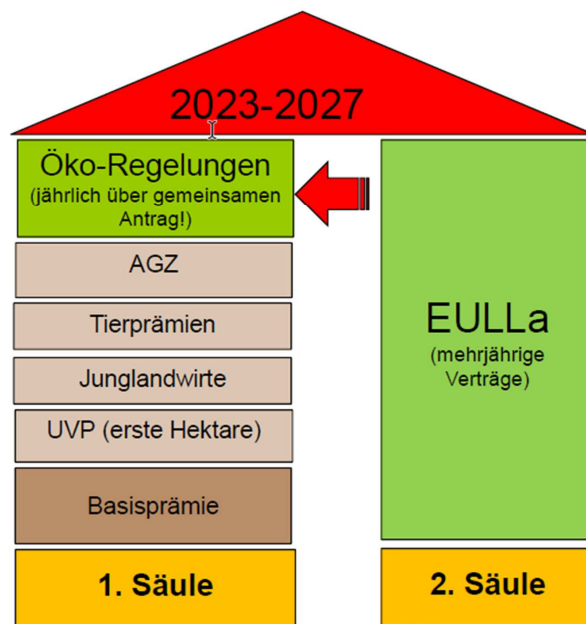 2023-2027
Öko-Regelungen
(jährlich über gemeinsamen
Antrag!)
AGZ
Tierprämien
Junglandwirte
UVP (erste Hektare)
Basisprämie
1. Säule
EULLa
(mehrjährige
Verträge)
2. Säule